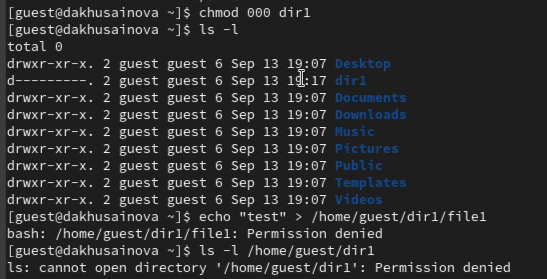 [guest@dakhusainova ~]$ chmod 000 dir1
[guest@dakhusainova ~]$ ls -l
total 0
drwxr-xr-x. 2 guest guest 6 Sep 13 19:07 Desktop
d---------. 2 guest guest 6 Sep 13 19:17 dir1
drwxr-xr-x. 2 guest guest 6 Sep 13 19:07 Documents
drwxr-xr-x. 2 guest guest 6 Sep 13 19:07 Downloads
drwxr-xr-x. 2 guest guest 6 Sep 13 19:07 Music
drwxr-xr-x. 2 guest guest 6 Sep 13 19:07 Pictures
drwxr-xr-x. 2 guest guest 6 Sep 13 19:07 Public
drwxr-xr-x. 2 guest guest 6 Sep 13 19:07 Templates
drwxr-xr-x. 2 guest guest 6 Sep 13 19:07 Videos
[guest@dakhusainova ~]$ echo "test" > /home/guest/dir1/file1
bash: /home/guest/dir1/file1: Permission denied
[guest@dakhusainova ~]$ ls -l /home/guest/dir1
ls: cannot open directory '/home/guest/dir1': Permission denied